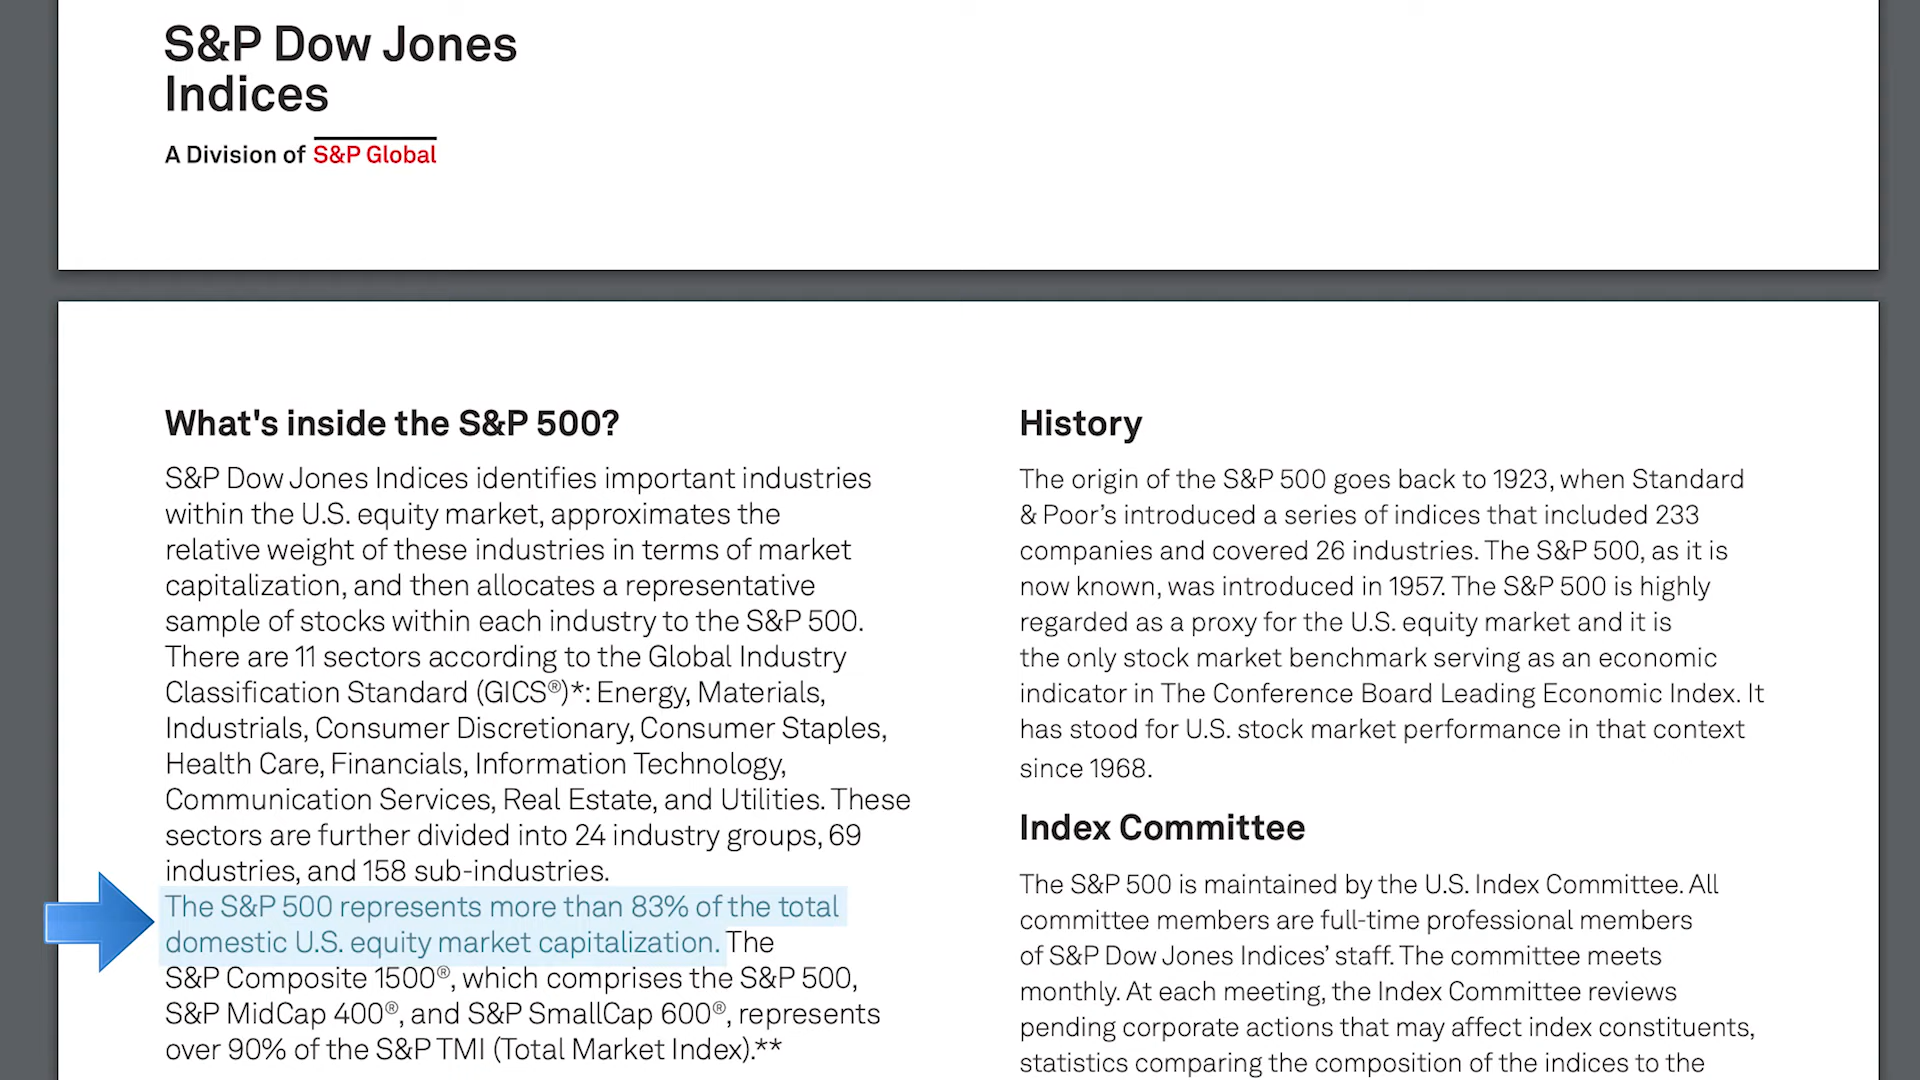 S&P Dow Jones
Indices
A Division of S&P Global
What's inside the S&P 500?
S&P Dow Jones Indices identifies important industries
within the U.S. equity market, approximates the
relative weight of these industries in terms of market
capitalization, and then allocates a representative
sample of stocks within each industry to the S&P 500.
There are 11 sectors according to the Global Industry
Classification Standard (GICS®)*: Energy, Materials,
Industrials, Consumer Discretionary, Consumer Staples,
Health Care, Financials, Information Technology,
Communication Services, Real Estate, and Utilities. These
sectors are further divided into 24 industry groups, 69
industries, and 158 sub-industries.
The S&P 500 represents more than 83% of the total
domestic U.S. equity market capitalization. The
S&P Composite 1500®, which comprises the S&P 500,
S&P MidCap 400®, and S&P SmallCap 600®, represents
over 90% of the S&P TMI (Total Market Index).**
History
The origin of the S&P 500 goes back to 1923, when Standard
& Poor’s introduced a series of indices that included 233
companies and covered 26 industries. The S&P 500, as it is
now known, was introduced in 1957. The S&P 500 is highly
regarded as a proxy for the U.S. equity market and it is
the only stock market benchmark serving as an economic
indicator in The Conference Board Leading Economic Index. It
has stood for U.S. stock market performance in that context
since 1968.
Index Committee
The S&P 500 is maintained by the U.S. Index Committee. All
committee members are full-time professional members
of S&P Dow Jones Indices’ staff. The committee meets
monthly. At each meeting, the Index Committee reviews
pending corporate actions that may affect index constituents,
statistics comparing the composition of the indices to the